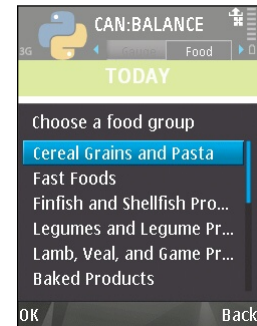 CAN:BALANCE
3G
Gauge Food
TODAY
Choose a food group
Cereal Grains and Pasta
Fast Foods
Finfish and Shellfish Pro...
Legumes and Legume Pr...
Lamb, Veal, and Game Pr...
Baked Products
OK Back